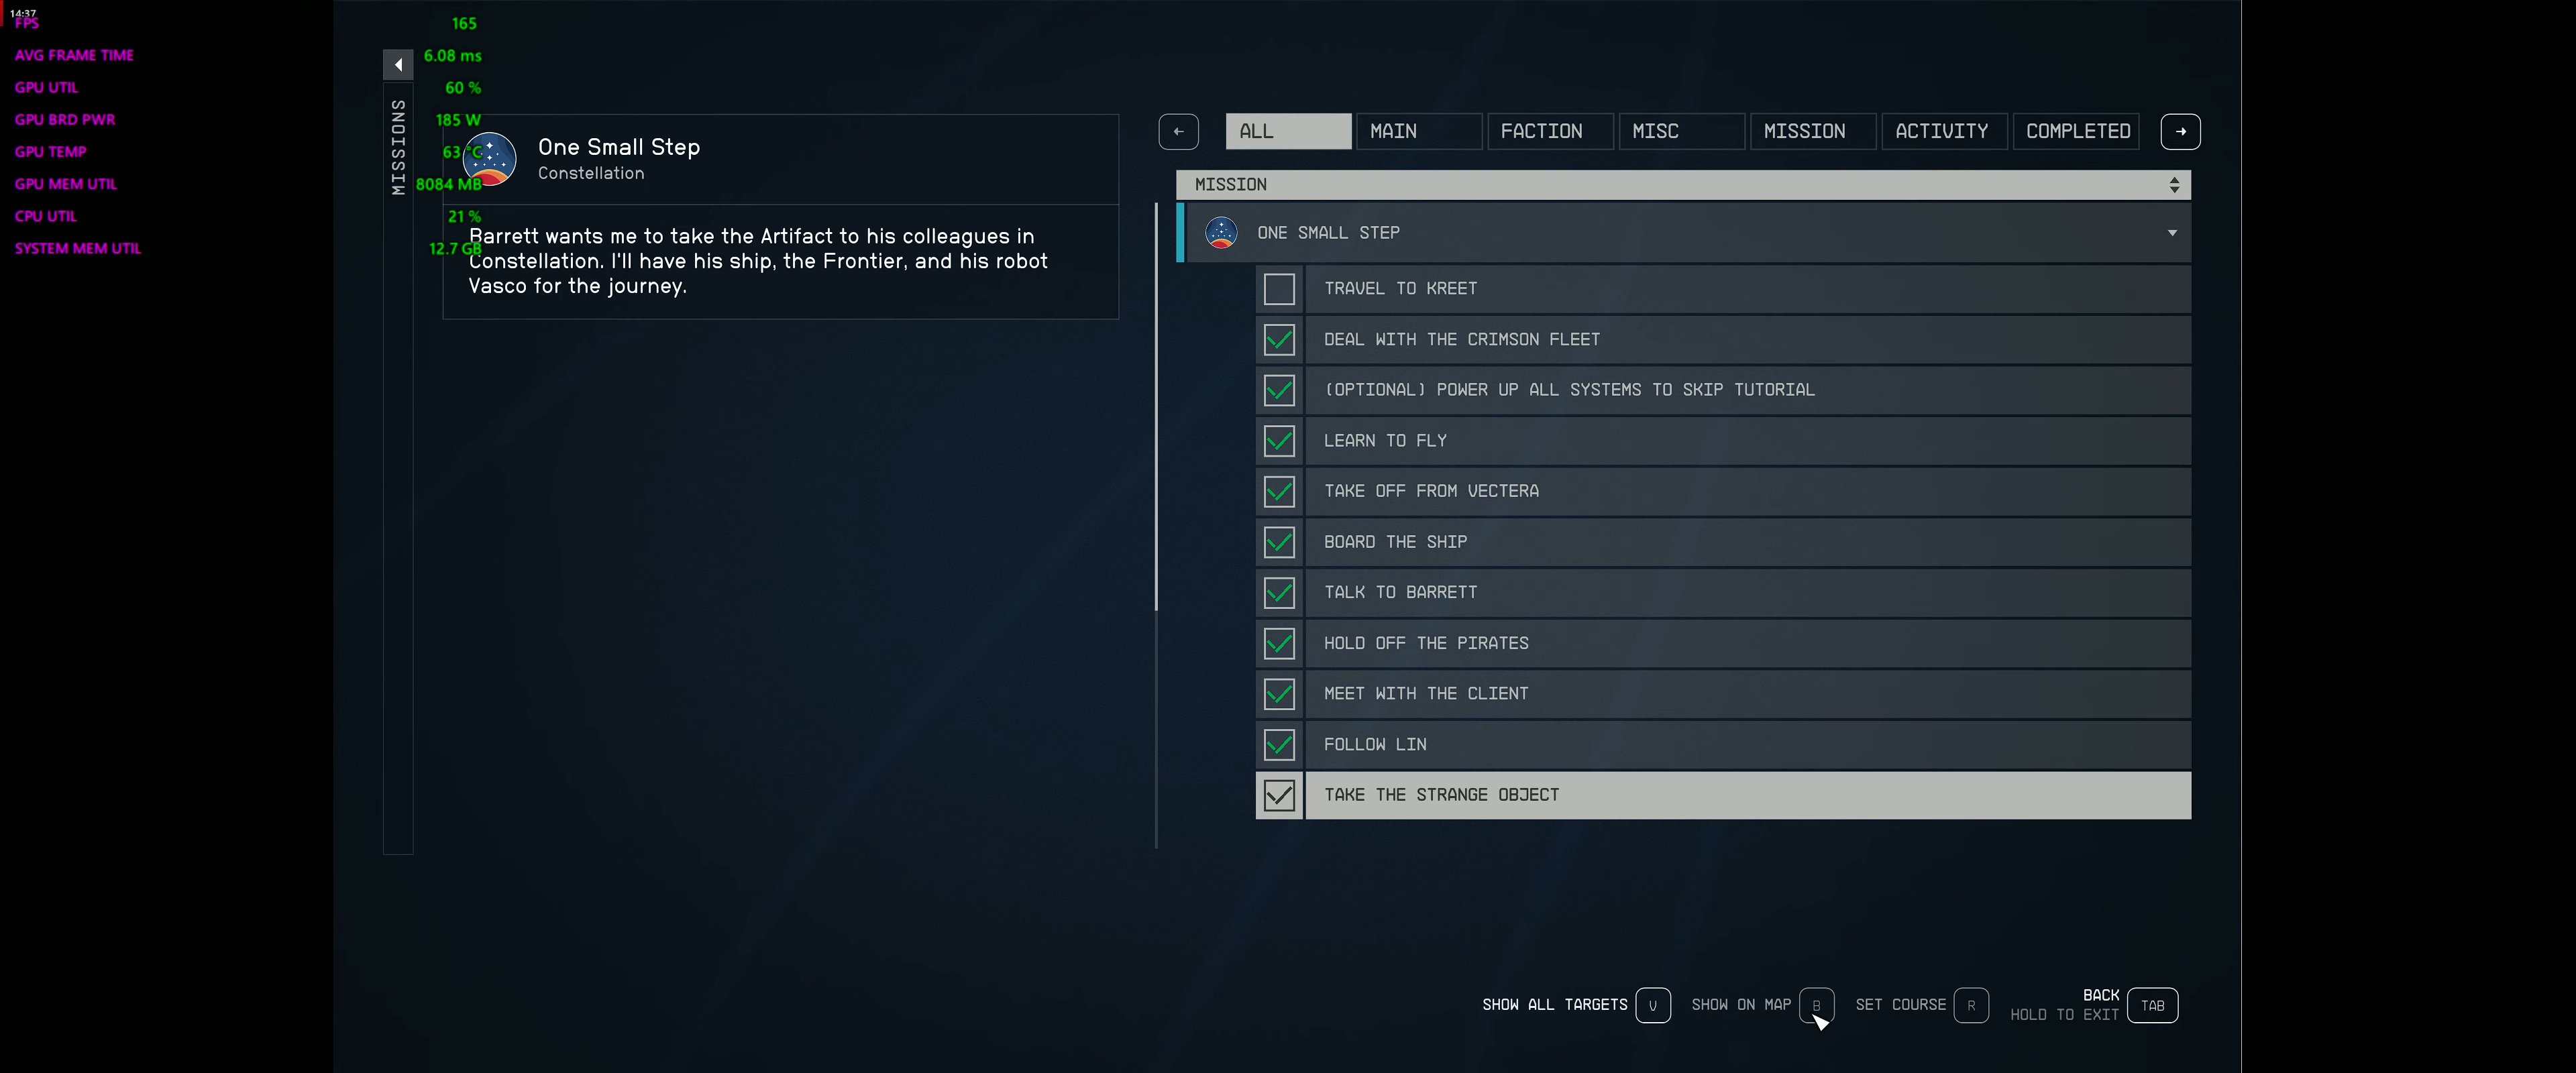 14:37
FPS 165
AVG FRAME TIME 6.08 ms
GPU UTIL 60 %
GPU BRD PWR 185 W
GPU TEMP 63 °C
GPU MEM UTIL 8084 MB
CPU UTIL 21 %
SYSTEM MEM UTIL 12.7 GB
MISSIONS
One Small Step
Constellation
Barrett wants me to take the Artifact to his colleagues in
Constellation. I'll have his ship, the Frontier, and his robot
Vasco for the journey.
ALL MAIN FACTION MISC MISSION ACTIVITY COMPLETED
MISSION
ONE SMALL STEP
TRAVEL TO KREET
DEAL WITH THE CRIMSON FLEET
(OPTIONAL) POWER UP ALL SYSTEMS TO SKIP TUTORIAL
LEARN TO FLY
TAKE OFF FROM VECTERA
BOARD THE SHIP
TALK TO BARRETT
HOLD OFF THE PIRATES
MEET WITH THE CLIENT
FOLLOW LIN
TAKE THE STRANGE OBJECT
SHOW ALL TARGETS V SHOW ON MAP B SET COURSE R BACK TAB
HOLD TO EXIT